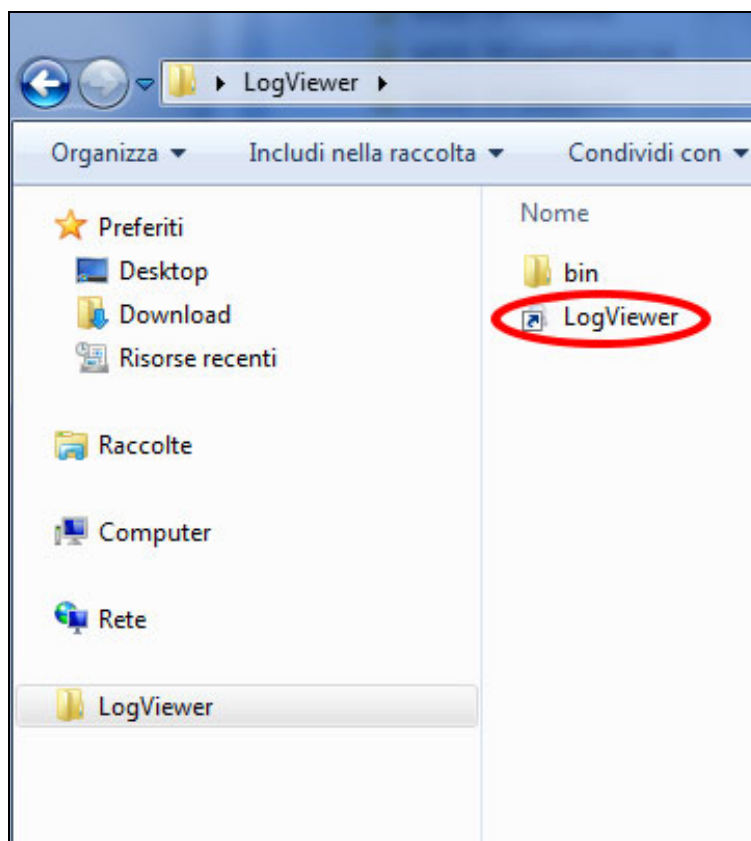 LogViewer
Organizza Includi nella raccolta Condividi con
Preferiti
Desktop
Download
Risorse recenti
Raccolte
Computer
Rete
LogViewer
Nome
bin
LogViewer